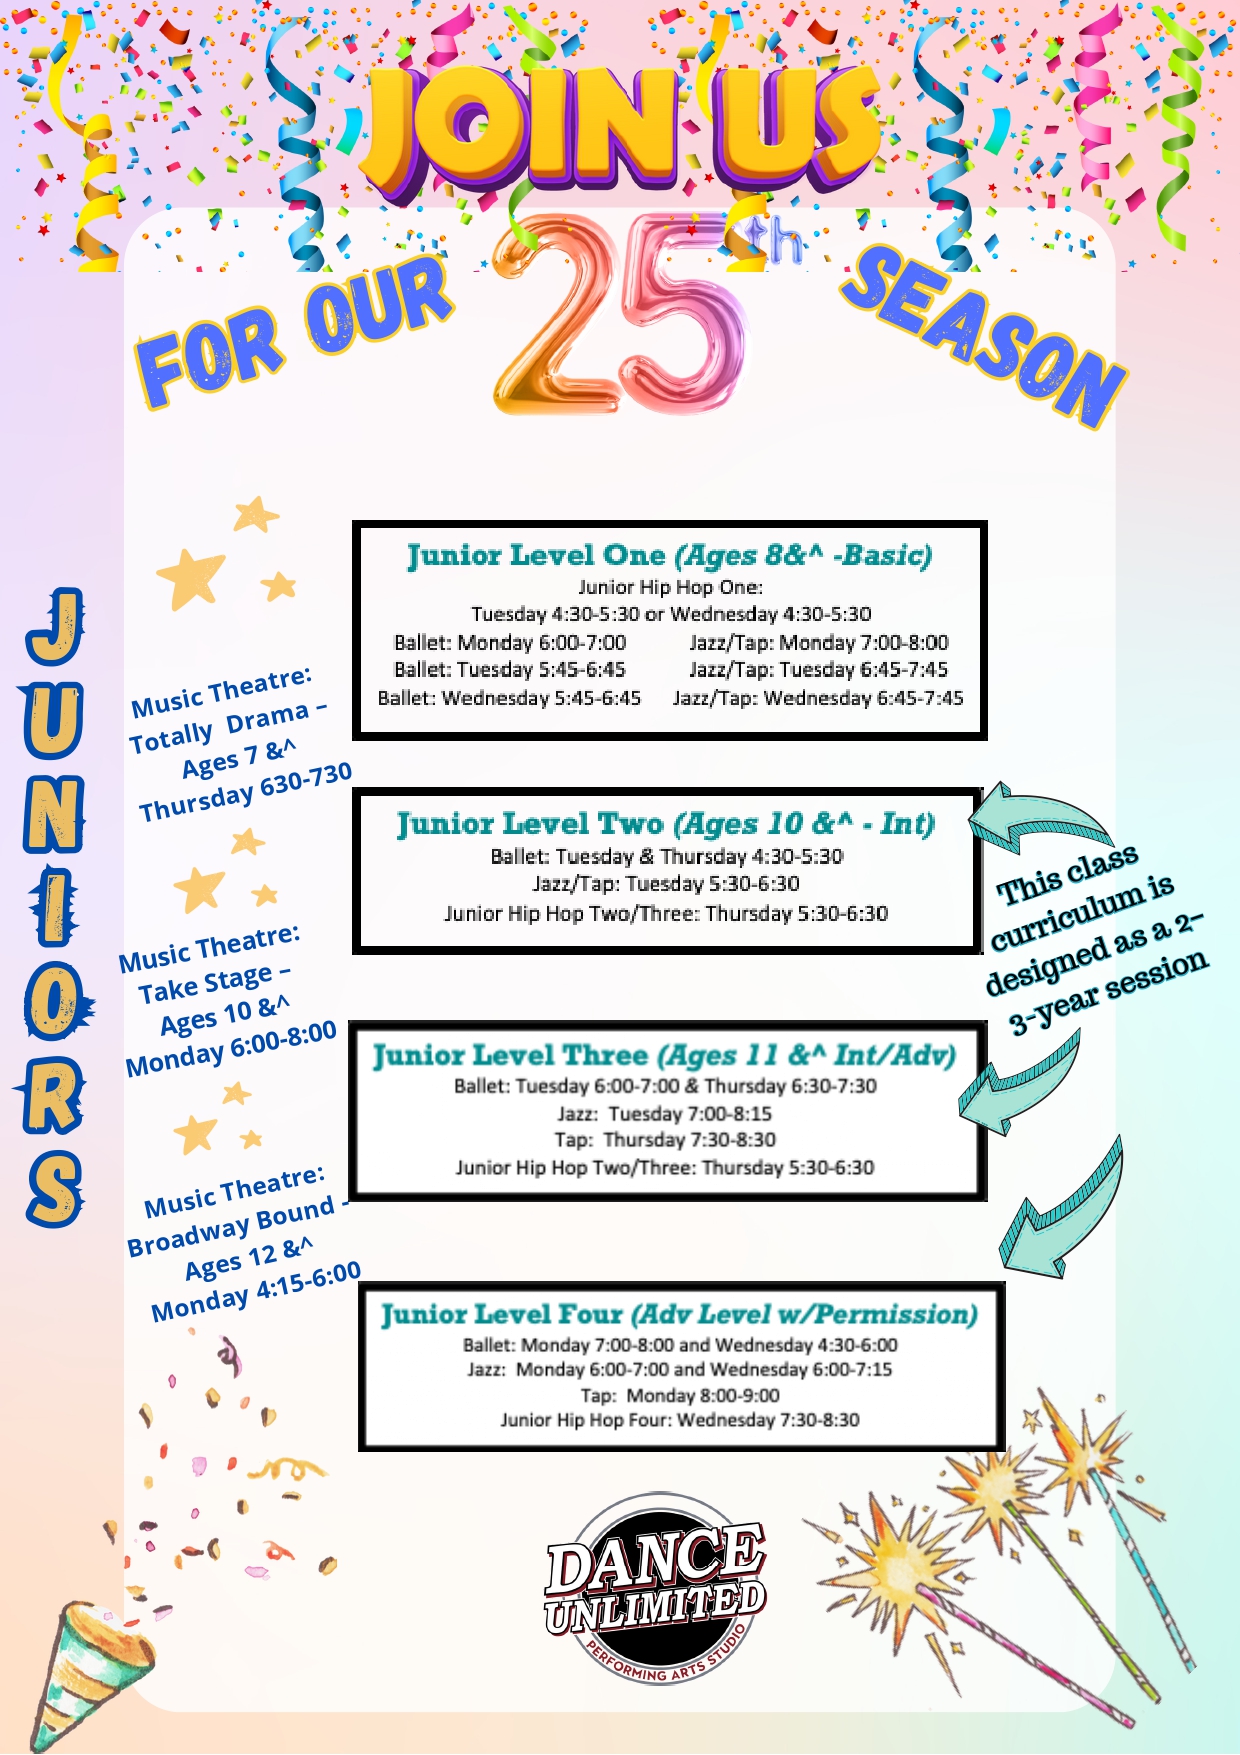 JOIN US
FOR OUR 25th SEASON
JUNIORS
Junior Level One (Ages 8&^ -Basic)
Junior Hip Hop One:
Tuesday 4:30-5:30 or Wednesday 4:30-5:30
Ballet: Monday 6:00-7:00 Jazz/Tap: Monday 7:00-8:00
Ballet: Tuesday 5:45-6:45 Jazz/Tap: Tuesday 6:45-7:45
Ballet: Wednesday 5:45-6:45 Jazz/Tap: Wednesday 6:45-7:45
Music Theatre:
Totally Drama –
Ages 7 &^
Thursday 630-730
Junior Level Two (Ages 10 &^ - Int)
Ballet: Tuesday & Thursday 4:30-5:30
Jazz/Tap: Tuesday 5:30-6:30
Junior Hip Hop Two/Three: Thursday 5:30-6:30
This class
curriculum is
designed as a 2-
3-year session
Music Theatre:
Take Stage –
Ages 10 &^
Monday 6:00-8:00
Junior Level Three (Ages 11 &^ Int/Adv)
Ballet: Tuesday 6:00-7:00 & Thursday 6:30-7:30
Jazz: Tuesday 7:00-8:15
Tap: Thursday 7:30-8:30
Junior Hip Hop Two/Three: Thursday 5:30-6:30
Music Theatre:
Broadway Bound -
Ages 12 &^
Monday 4:15-6:00
Junior Level Four (Adv Level w/Permission)
Ballet: Monday 7:00-8:00 and Wednesday 4:30-6:00
Jazz: Monday 6:00-7:00 and Wednesday 6:00-7:15
Tap: Monday 8:00-9:00
Junior Hip Hop Four: Wednesday 7:30-8:30
DANCE
UNLIMITED
PERFORMING ARTS STUDIO